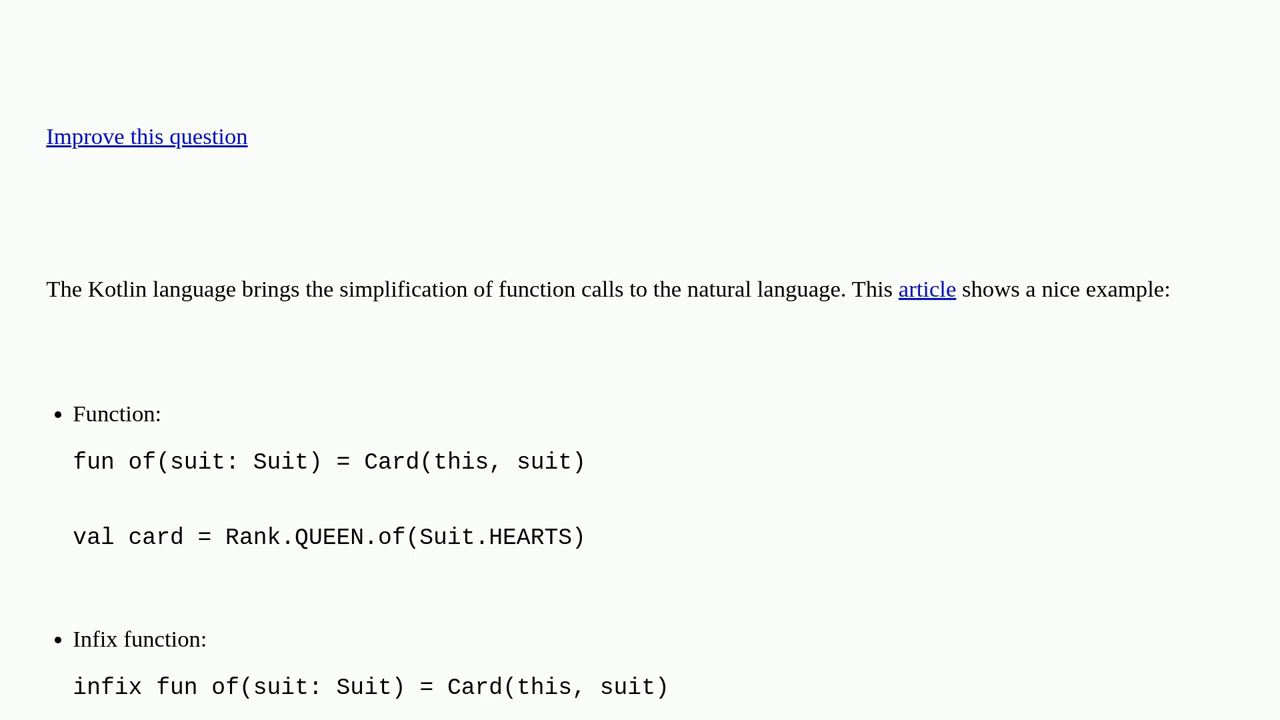 Improve this question
The Kotlin language brings the simplification of function calls to the natural language. This article shows a nice example:
• Function:
fun of(suit: Suit) = Card(this, suit)
val card = Rank.QUEEN.of(Suit.HEARTS)
• Infix function:
infix fun of(suit: Suit) = Card(this, suit)